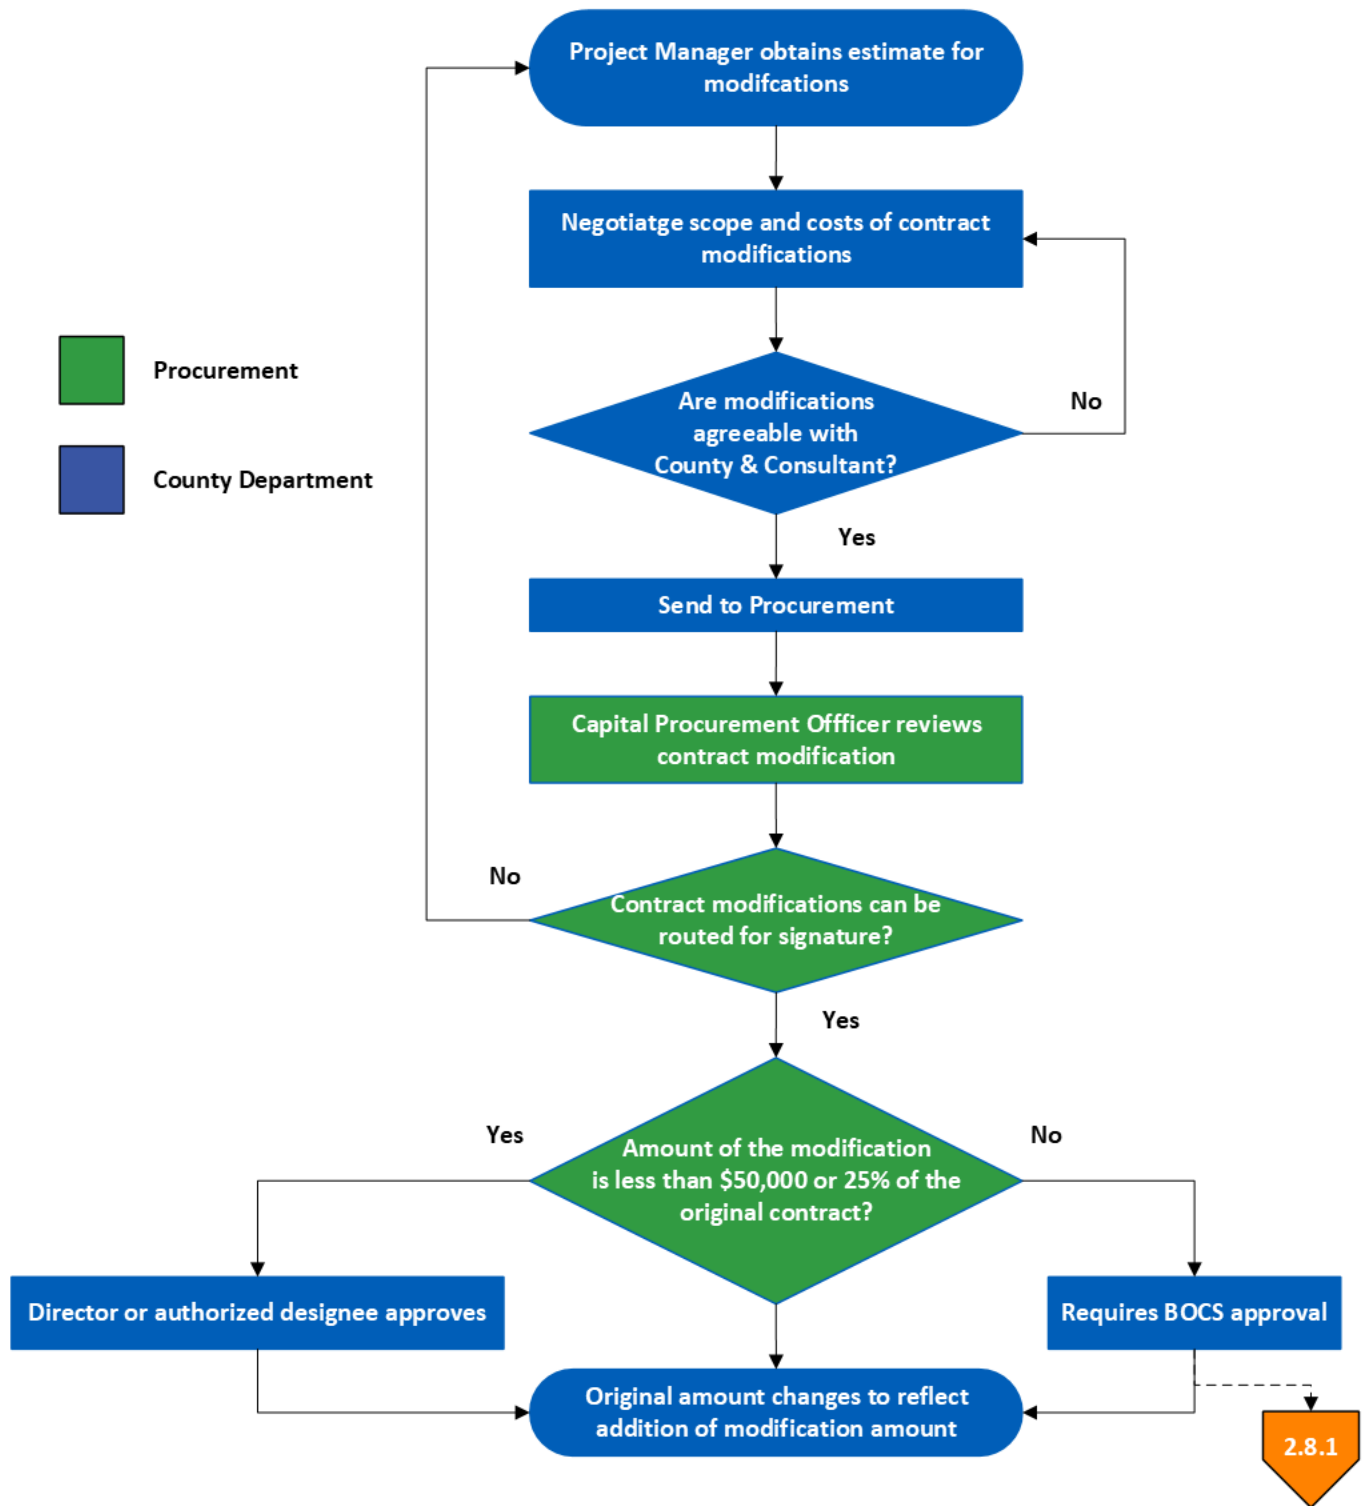 Project Manager obtains estimate for
modifcations
Negotiatge scope and costs of contract
modifications
Procurement
County Department
Are modifications
agreeable with
County & Consultant?
No
Yes
Send to Procurement
Capital Procurement Offficer reviews
contract modification
No
Contract modifications can be
routed for signature?
Yes
Yes
No
Amount of the modification
is less than $50,000 or 25% of the
original contract?
Director or authorized designee approves
Requires BOCS approval
Original amount changes to reflect
addition of modification amount
2.8.1